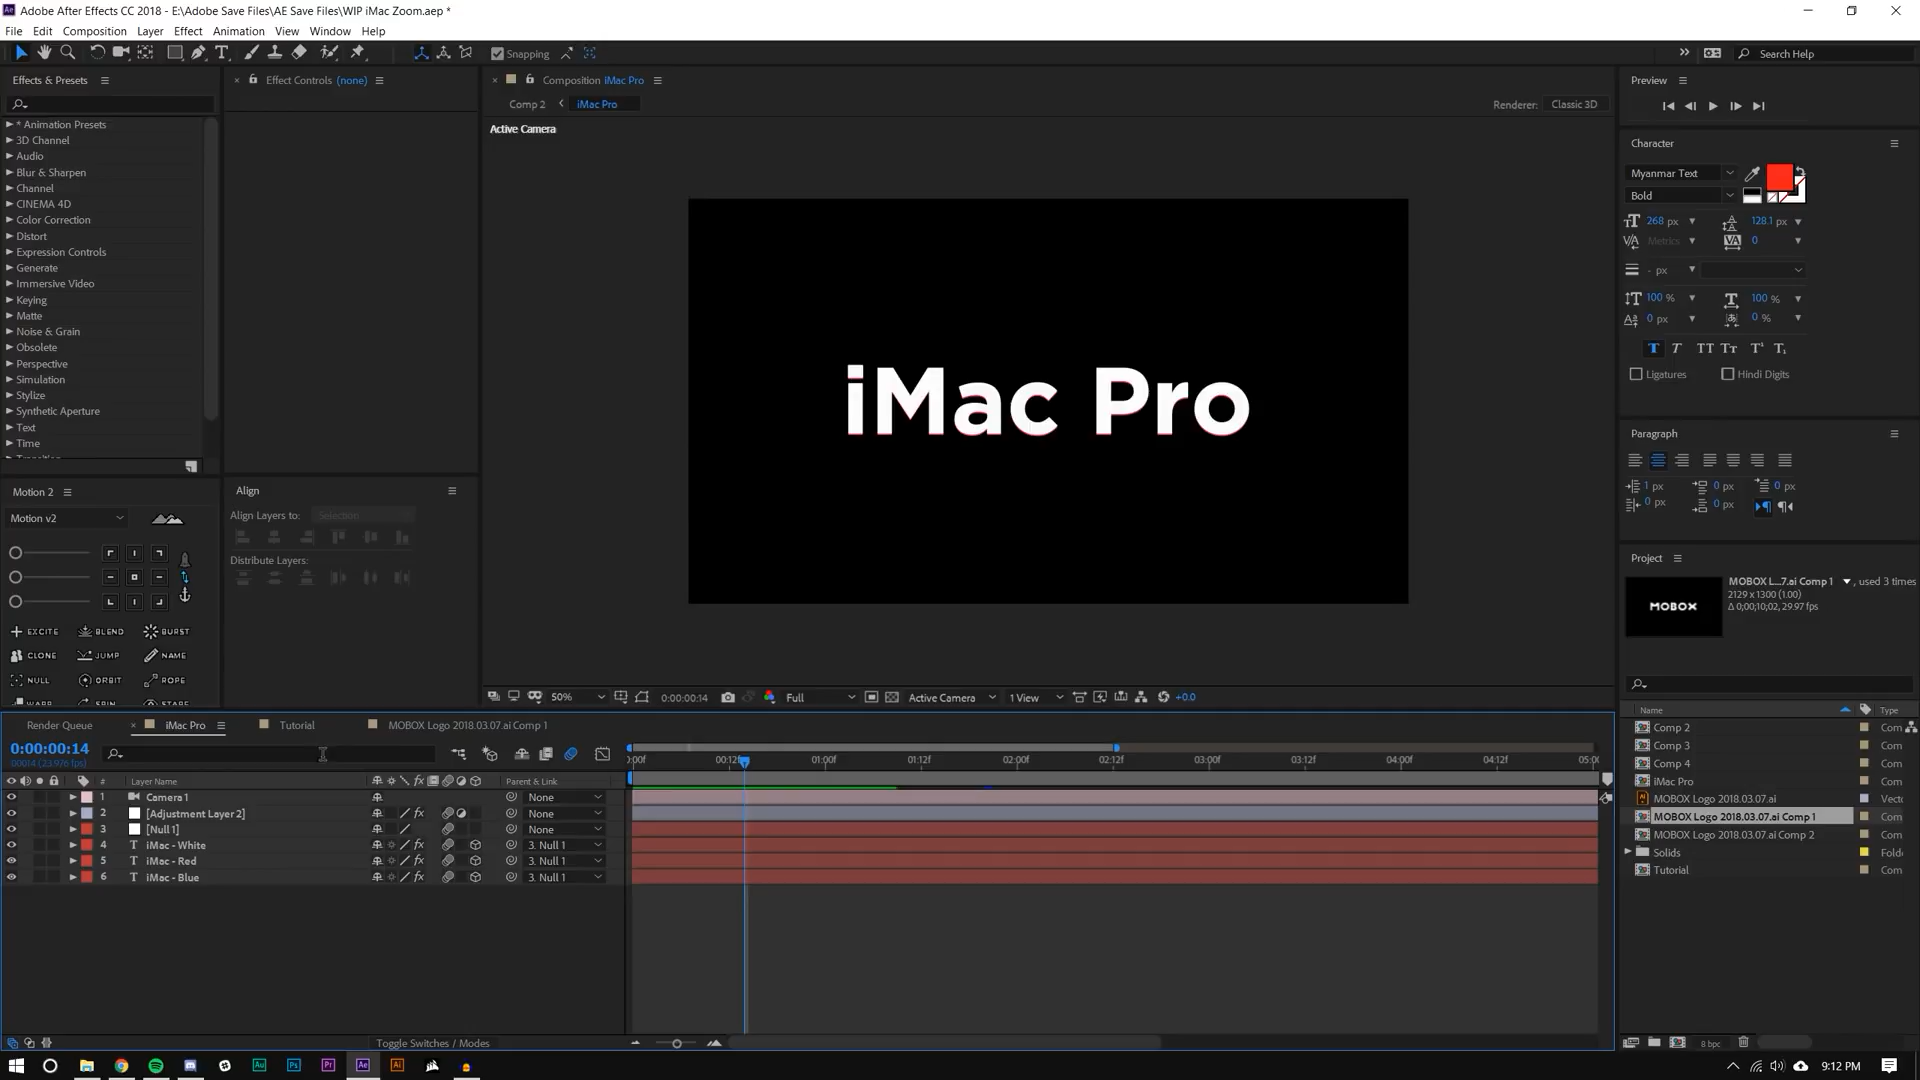 Adobe After Effects CC 2018 - E:\Adobe Save Files\AE Save Files\WIP iMac Zoom.aep *
File Edit Composition Layer Effect Animation View Window Help
Snapping
Search Help
Effects & Presets
* Animation Presets
3D Channel
Audio
Blur & Sharpen
Channel
CINEMA 4D
Color Correction
Distort
Expression Controls
Generate
Immersive Video
Keying
Matte
Noise & Grain
Obsolete
Perspective
Simulation
Stylize
Synthetic Aperture
Text
Time
Effect Controls (none)
Composition iMac Pro
Comp 2 iMac Pro
Renderer: Classic 3D
Active Camera
iMac Pro
50% 0:00:00:14 Full Active Camera 1 View +0.0
Motion 2
Motion v2
EXCITE BLEND BURST
CLONE JUMP NAME
NULL ORBIT ROPE
Align
Align Layers to: Selection
Distribute Layers:
Preview
Character
Myanmar Text
Bold
268 px 128.1 px
Metrics 0
- px
100 % 100 %
0 px 0 %
Ligatures Hindi Digits
Paragraph
1 px 0 px 0 px
0 px 0 px
Project
MOBOX
MOBOX L...7.ai Comp 1 , used 3 times
2129 x 1300 (1.00)
Δ 0;00;10;02, 29.97 fps
Name Type
Comp 2 Com
Comp 3 Com
Comp 4 Com
iMac Pro Com
MOBOX Logo 2018.03.07.ai Vecto
MOBOX Logo 2018.03.07.ai Comp 1 Com
MOBOX Logo 2018.03.07.ai Comp 2 Com
Solids Folde
Tutorial Com
8 bpc
Render Queue iMac Pro Tutorial MOBOX Logo 2018.03.07.ai Comp 1
0:00:00:14
00014 (23.976 fps)
# Layer Name Parent & Link
1 Camera 1 None
2 [Adjustment Layer 2] None
3 [Null 1] None
4 iMac - White 3. Null 1
5 iMac - Red 3. Null 1
6 iMac - Blue 3. Null 1
:00f 00:12f 01:00f 01:12f 02:00f 02:12f 03:00f 03:12f 04:00f 04:12f 05:0
Toggle Switches / Modes
9:12 PM